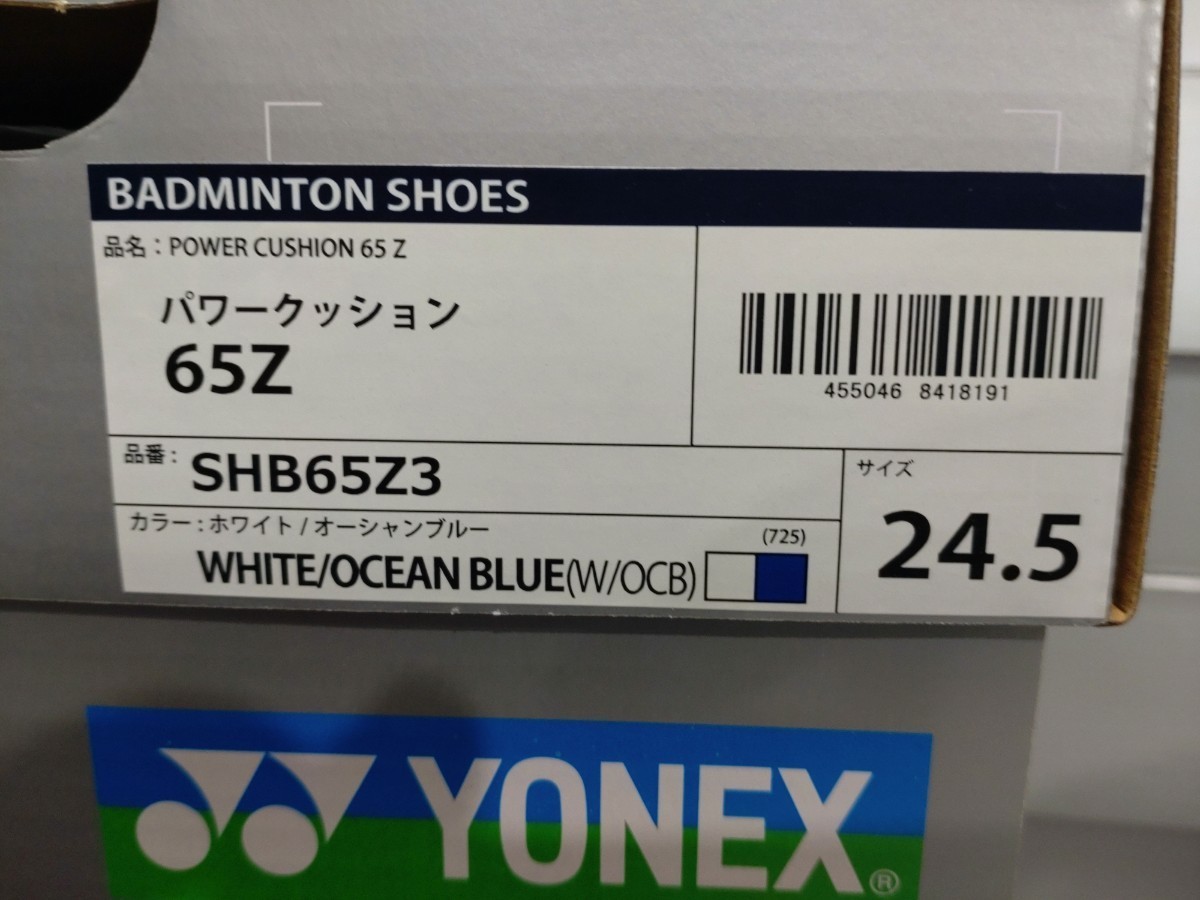 BADMINTON SHOES
品名：POWER CUSHION 65 Z
パワークッション
65Z
455046 8418191
品番：
SHB65Z3
サイズ
24.5
カラー：ホワイト / オーシャンブルー
(725)
WHITE/OCEAN BLUE(W/OCB)
YONEX®